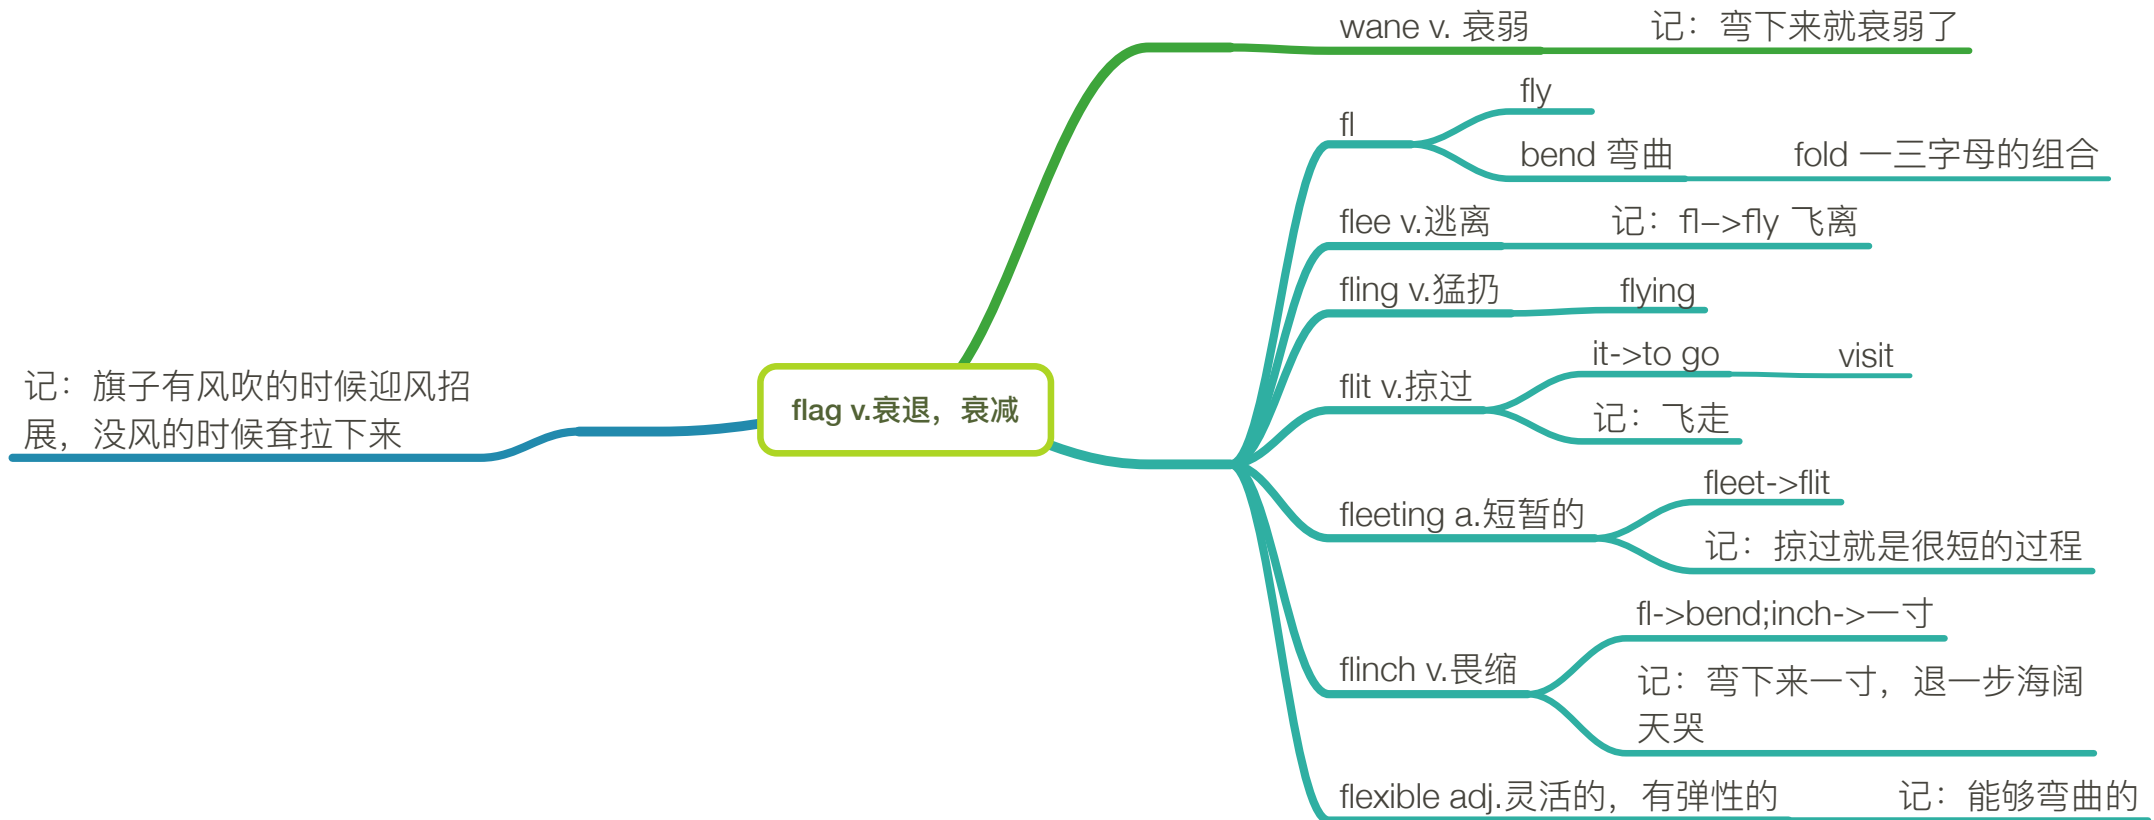 wane v. 衰弱
记：弯下来就衰弱了
fl
fly
bend 弯曲
fold 一三字母的组合
flee v.逃离
记：fl–>fly 飞离
fling v.猛扔
flying
flit v.掠过
it->to go
visit
记：飞走
fleeting a.短暂的
fleet->flit
记：掠过就是很短的过程
flinch v.畏缩
fl->bend;inch->一寸
记：弯下来一寸，退一步海阔
天哭
flexible adj.灵活的，有弹性的
记：能够弯曲的
flag v.衰退，衰减
记：旗子有风吹的时候迎风招
展，没风的时候耷拉下来